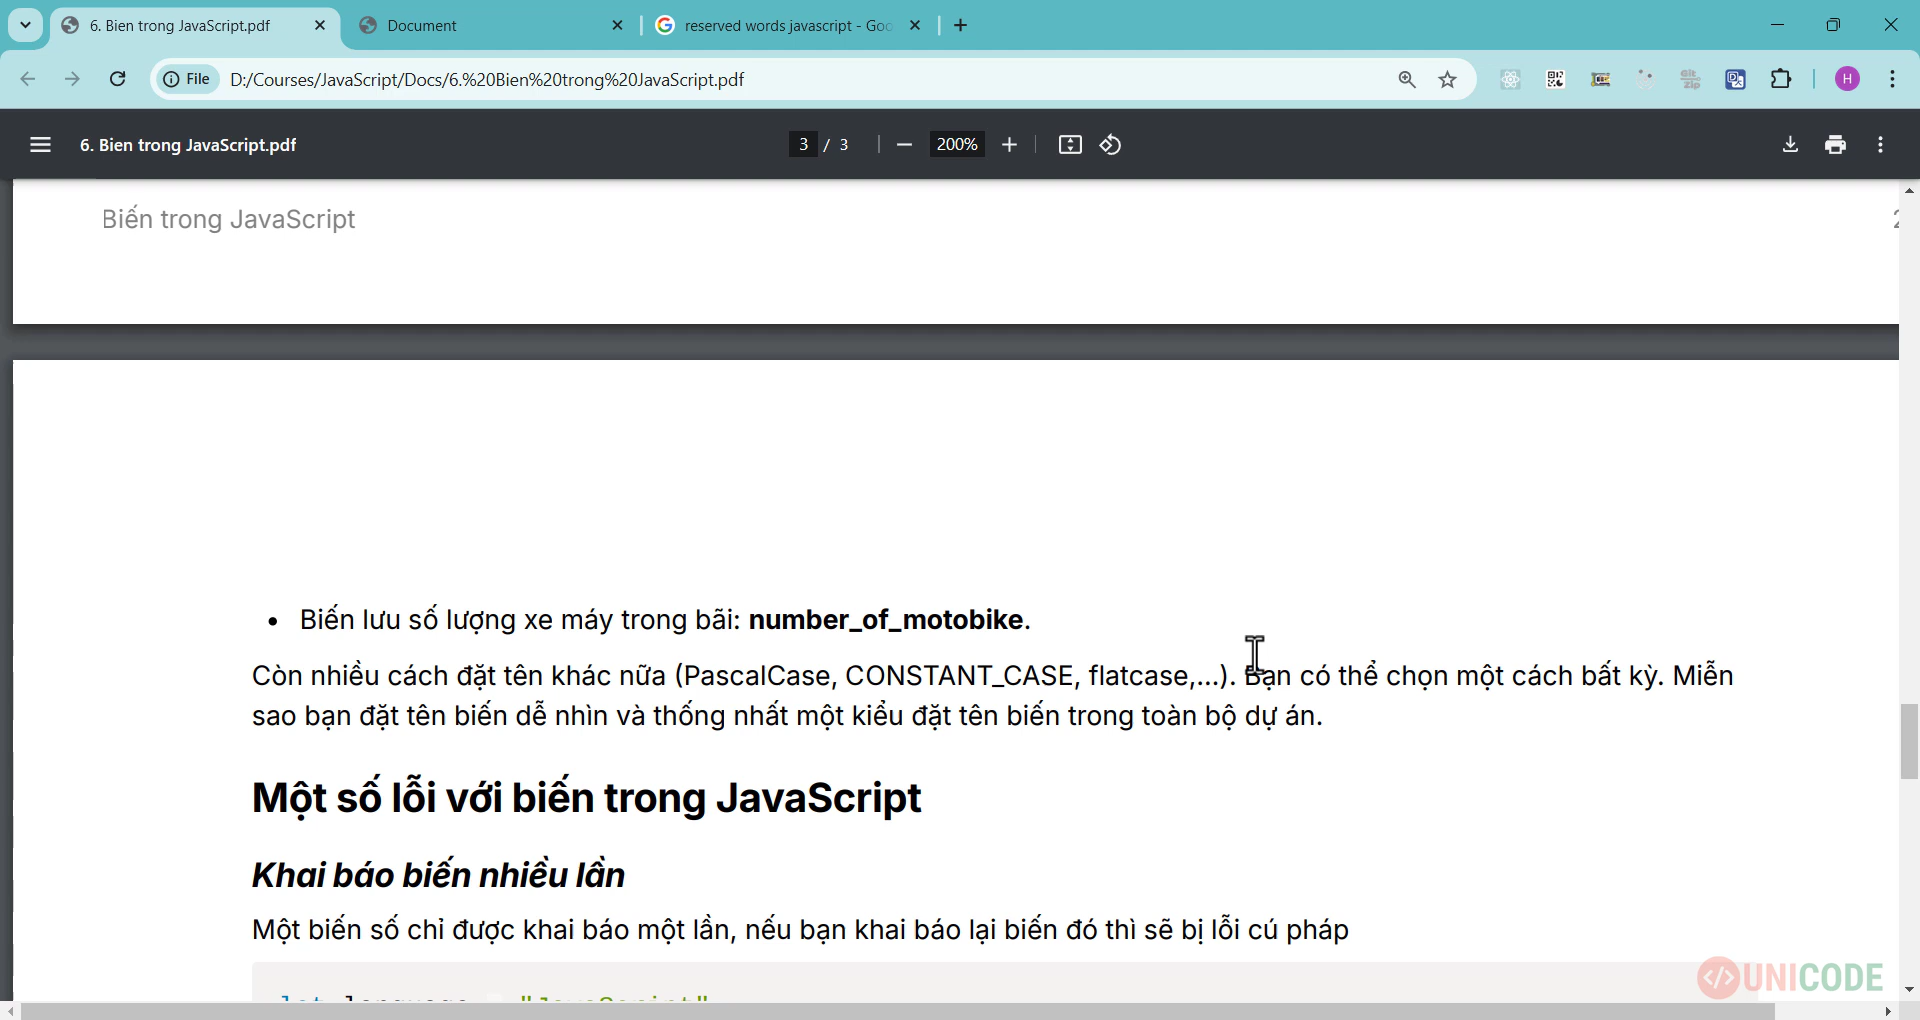 6. Bien trong JavaScript.pdf
Document
reserved words javascript - Goo
File
D:/Courses/JavaScript/Docs/6.%20Bien%20trong%20JavaScript.pdf
H
6. Bien trong JavaScript.pdf
3 / 3
200%
Biến trong JavaScript
2
Biến lưu số lượng xe máy trong bãi: number_of_motobike.
Còn nhiều cách đặt tên khác nữa (PascalCase, CONSTANT_CASE, flatcase,...). Bạn có thể chọn một cách bất kỳ. Miễn
sao bạn đặt tên biến dễ nhìn và thống nhất một kiểu đặt tên biến trong toàn bộ dự án.
Một số lỗi với biến trong JavaScript
Khai báo biến nhiều lần
Một biến số chỉ được khai báo một lần, nếu bạn khai báo lại biến đó thì sẽ bị lỗi cú pháp
UNICODE